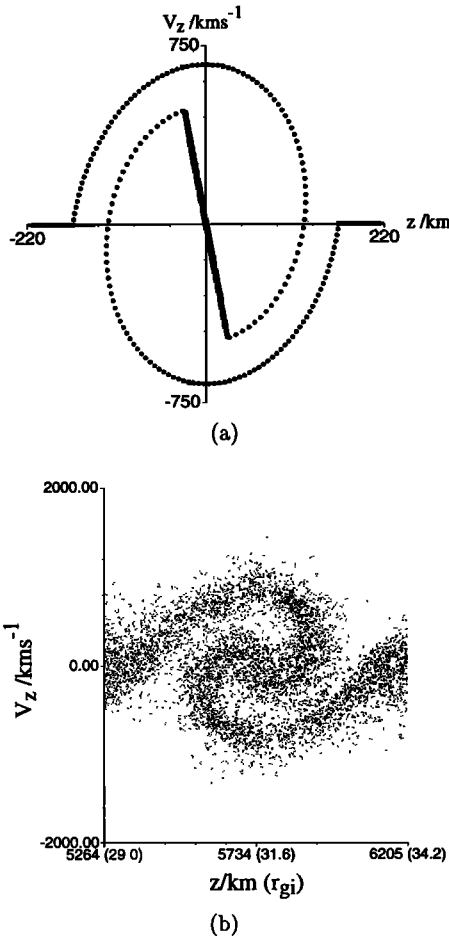 V_z /kms^-1
750
-220
220
z /km
-750
(a)
2000.00
0.00
V_z /kms^-1
-2000.00
5264 (29 0)
5734 (31.6)
6205 (34.2)
z/km (r_gi)
(b)